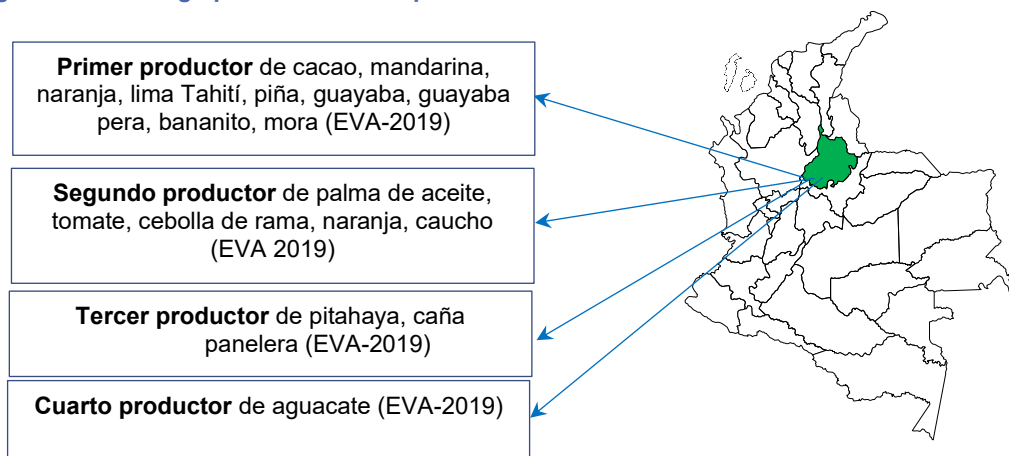 Primer productor de cacao, mandarina,
naranja, lima Tahití, piña, guayaba, guayaba
pera, bananito, mora (EVA-2019)
Segundo productor de palma de aceite,
tomate, cebolla de rama, naranja, caucho
(EVA 2019)
Tercer productor de pitahaya, caña
panelera (EVA-2019)
Cuarto productor de aguacate (EVA-2019)